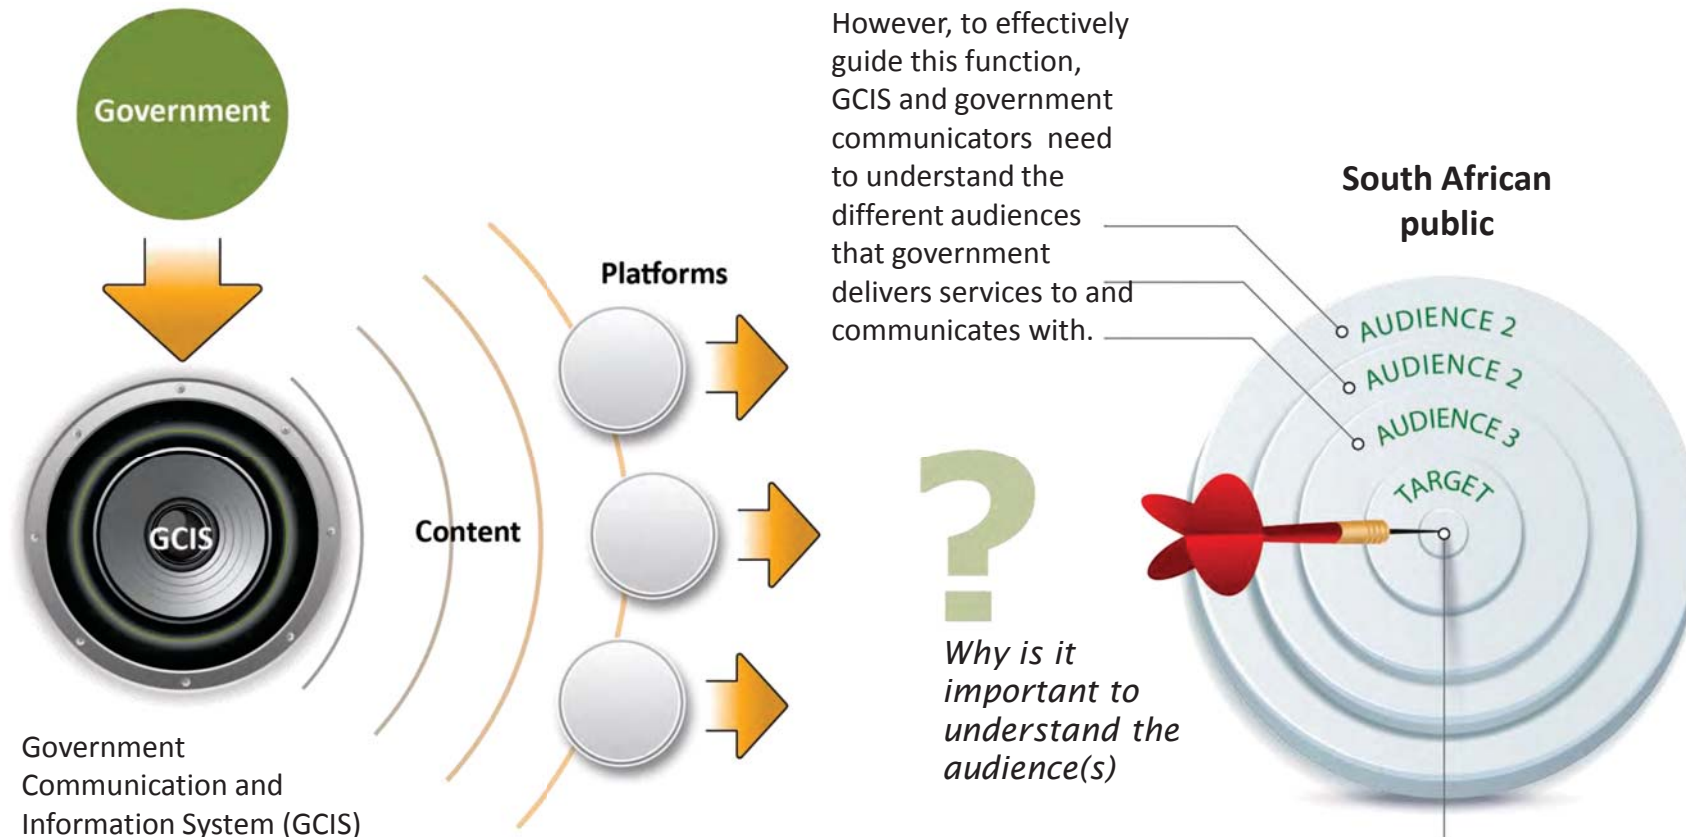 Government
GCIS
Government
Communication and
Information System (GCIS)
Content
Platforms
However, to effectively
guide this function,
GCIS and government
communicators need
to understand the
different audiences
that government
delivers services to and
communicates with.
?
Why is it
important to
understand the
audience(s)
South African
public
AUDIENCE 2
AUDIENCE 2
AUDIENCE 3
TARGET